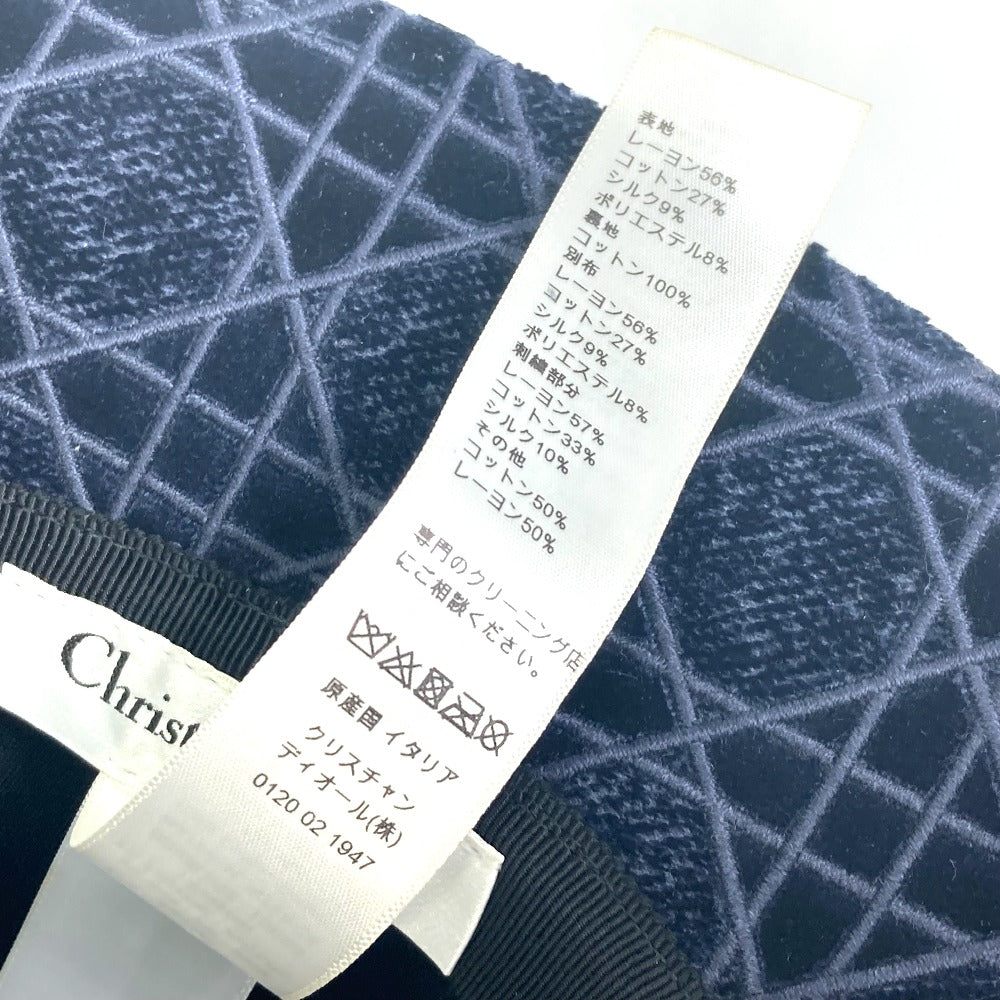 表地
レーヨン56%
コットン27%
シルク9%
ポリエステル8%
裏地
コットン100%
別布
レーヨン56%
コットン27%
シルク9%
ポリエステル8%
刺繍部分
レーヨン57%
コットン33%
シルク10%
その他
コットン50%
レーヨン50%
専門のクリーニング店
にご相談ください。
原産国 イタリア
クリスチャン
ディオール(株)
0120 02 1947
Christ